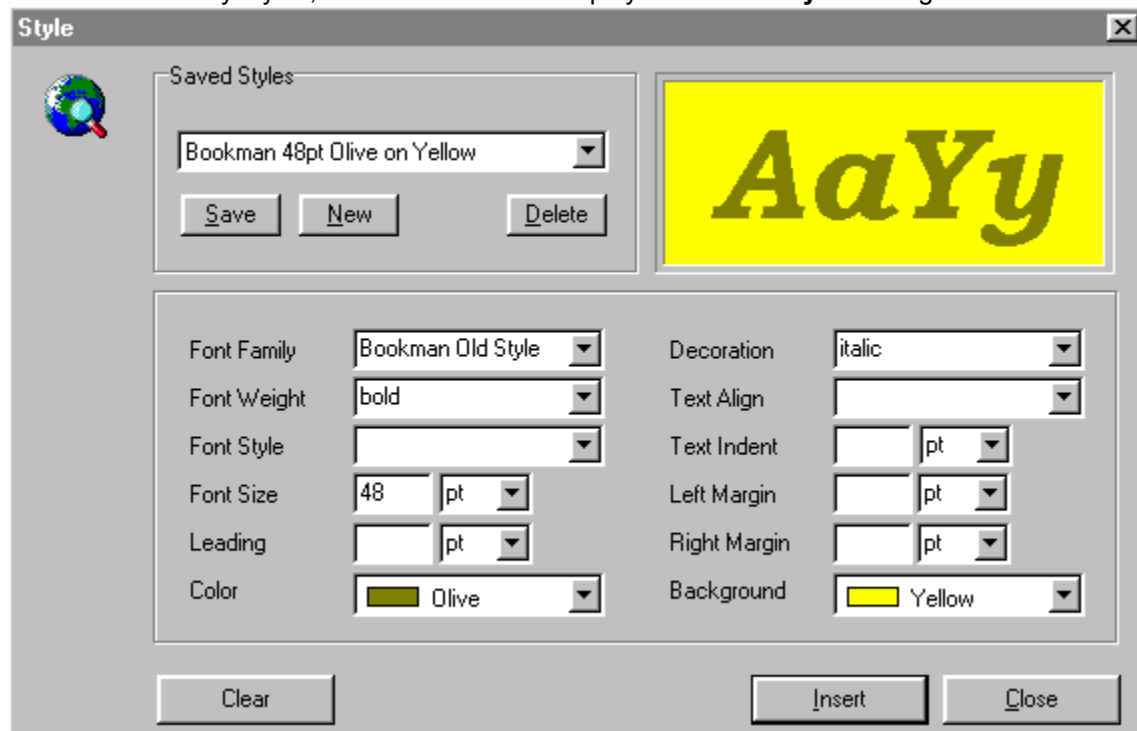 Style
Saved Styles
Bookman 48pt Olive on Yellow
Save New Delete
AaYy
Font Family Bookman Old Style Decoration italic
Font Weight bold Text Align
Font Style Text Indent pt
Font Size 48 pt Left Margin pt
Leading pt Right Margin pt
Color Olive Background Yellow
Clear Insert Close